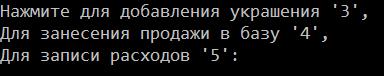 Нажмите для добавления украшения '3',
Для занесения продажи в базу '4',
Для записи расходов '5':